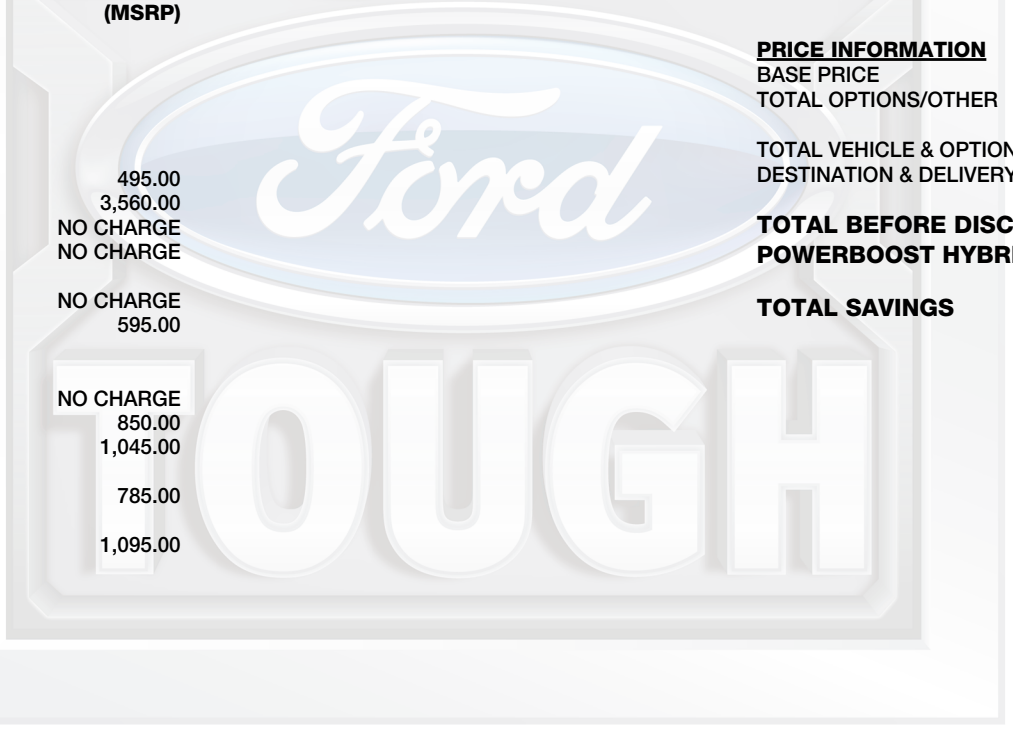 (MSRP)
495.00
3,560.00
NO CHARGE
NO CHARGE
NO CHARGE
595.00
NO CHARGE
850.00
1,045.00
785.00
1,095.00
PRICE INFORMATION
BASE PRICE
TOTAL OPTIONS/OTHER
TOTAL VEHICLE & OPTION
DESTINATION & DELIVERY
TOTAL BEFORE DISC
POWERBOOST HYBRI
TOTAL SAVINGS
Ford
TOUGH